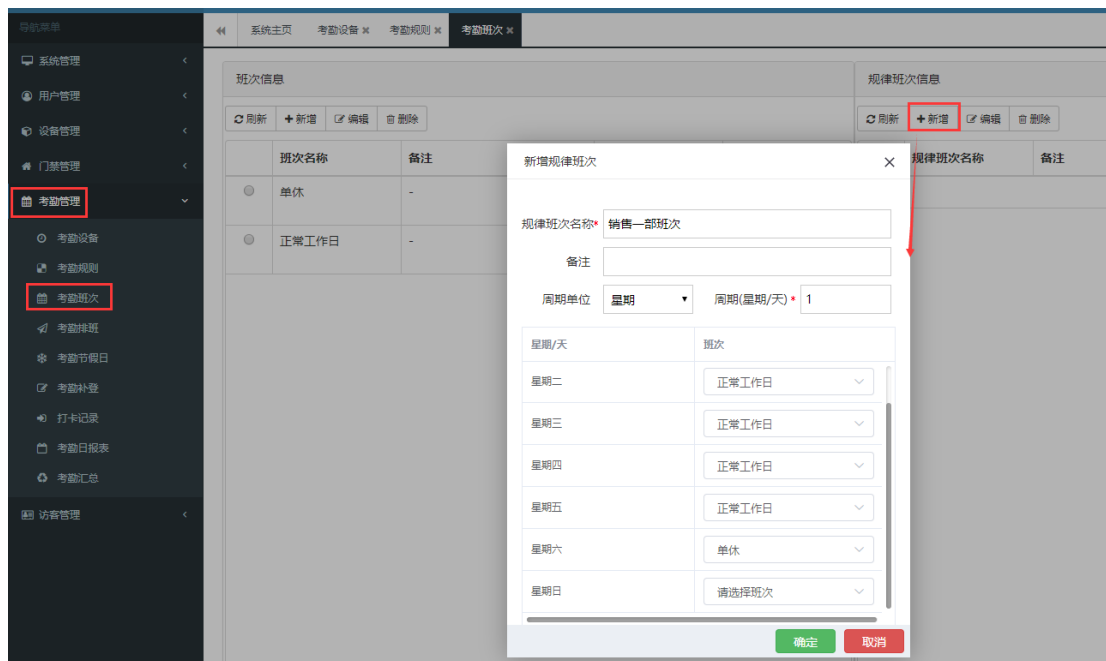 导航菜单
系统主页 考勤设备 考勤规则 考勤班次
系统管理
用户管理
设备管理
门禁管理
考勤管理
考勤设备
考勤规则
考勤班次
考勤排班
考勤节假日
考勤补登
打卡记录
考勤日报表
考勤汇总
访客管理
班次信息
刷新 新增 编辑 删除
班次名称 备注
单休 -
正常工作日 -
规律班次信息
刷新 新增 编辑 删除
规律班次名称 备注
新增规律班次
规律班次名称* 销售一部班次
备注
周期单位 星期 周期(星期/天)* 1
星期/天 班次
星期二 正常工作日
星期三 正常工作日
星期四 正常工作日
星期五 正常工作日
星期六 单休
星期日 请选择班次
确定 取消